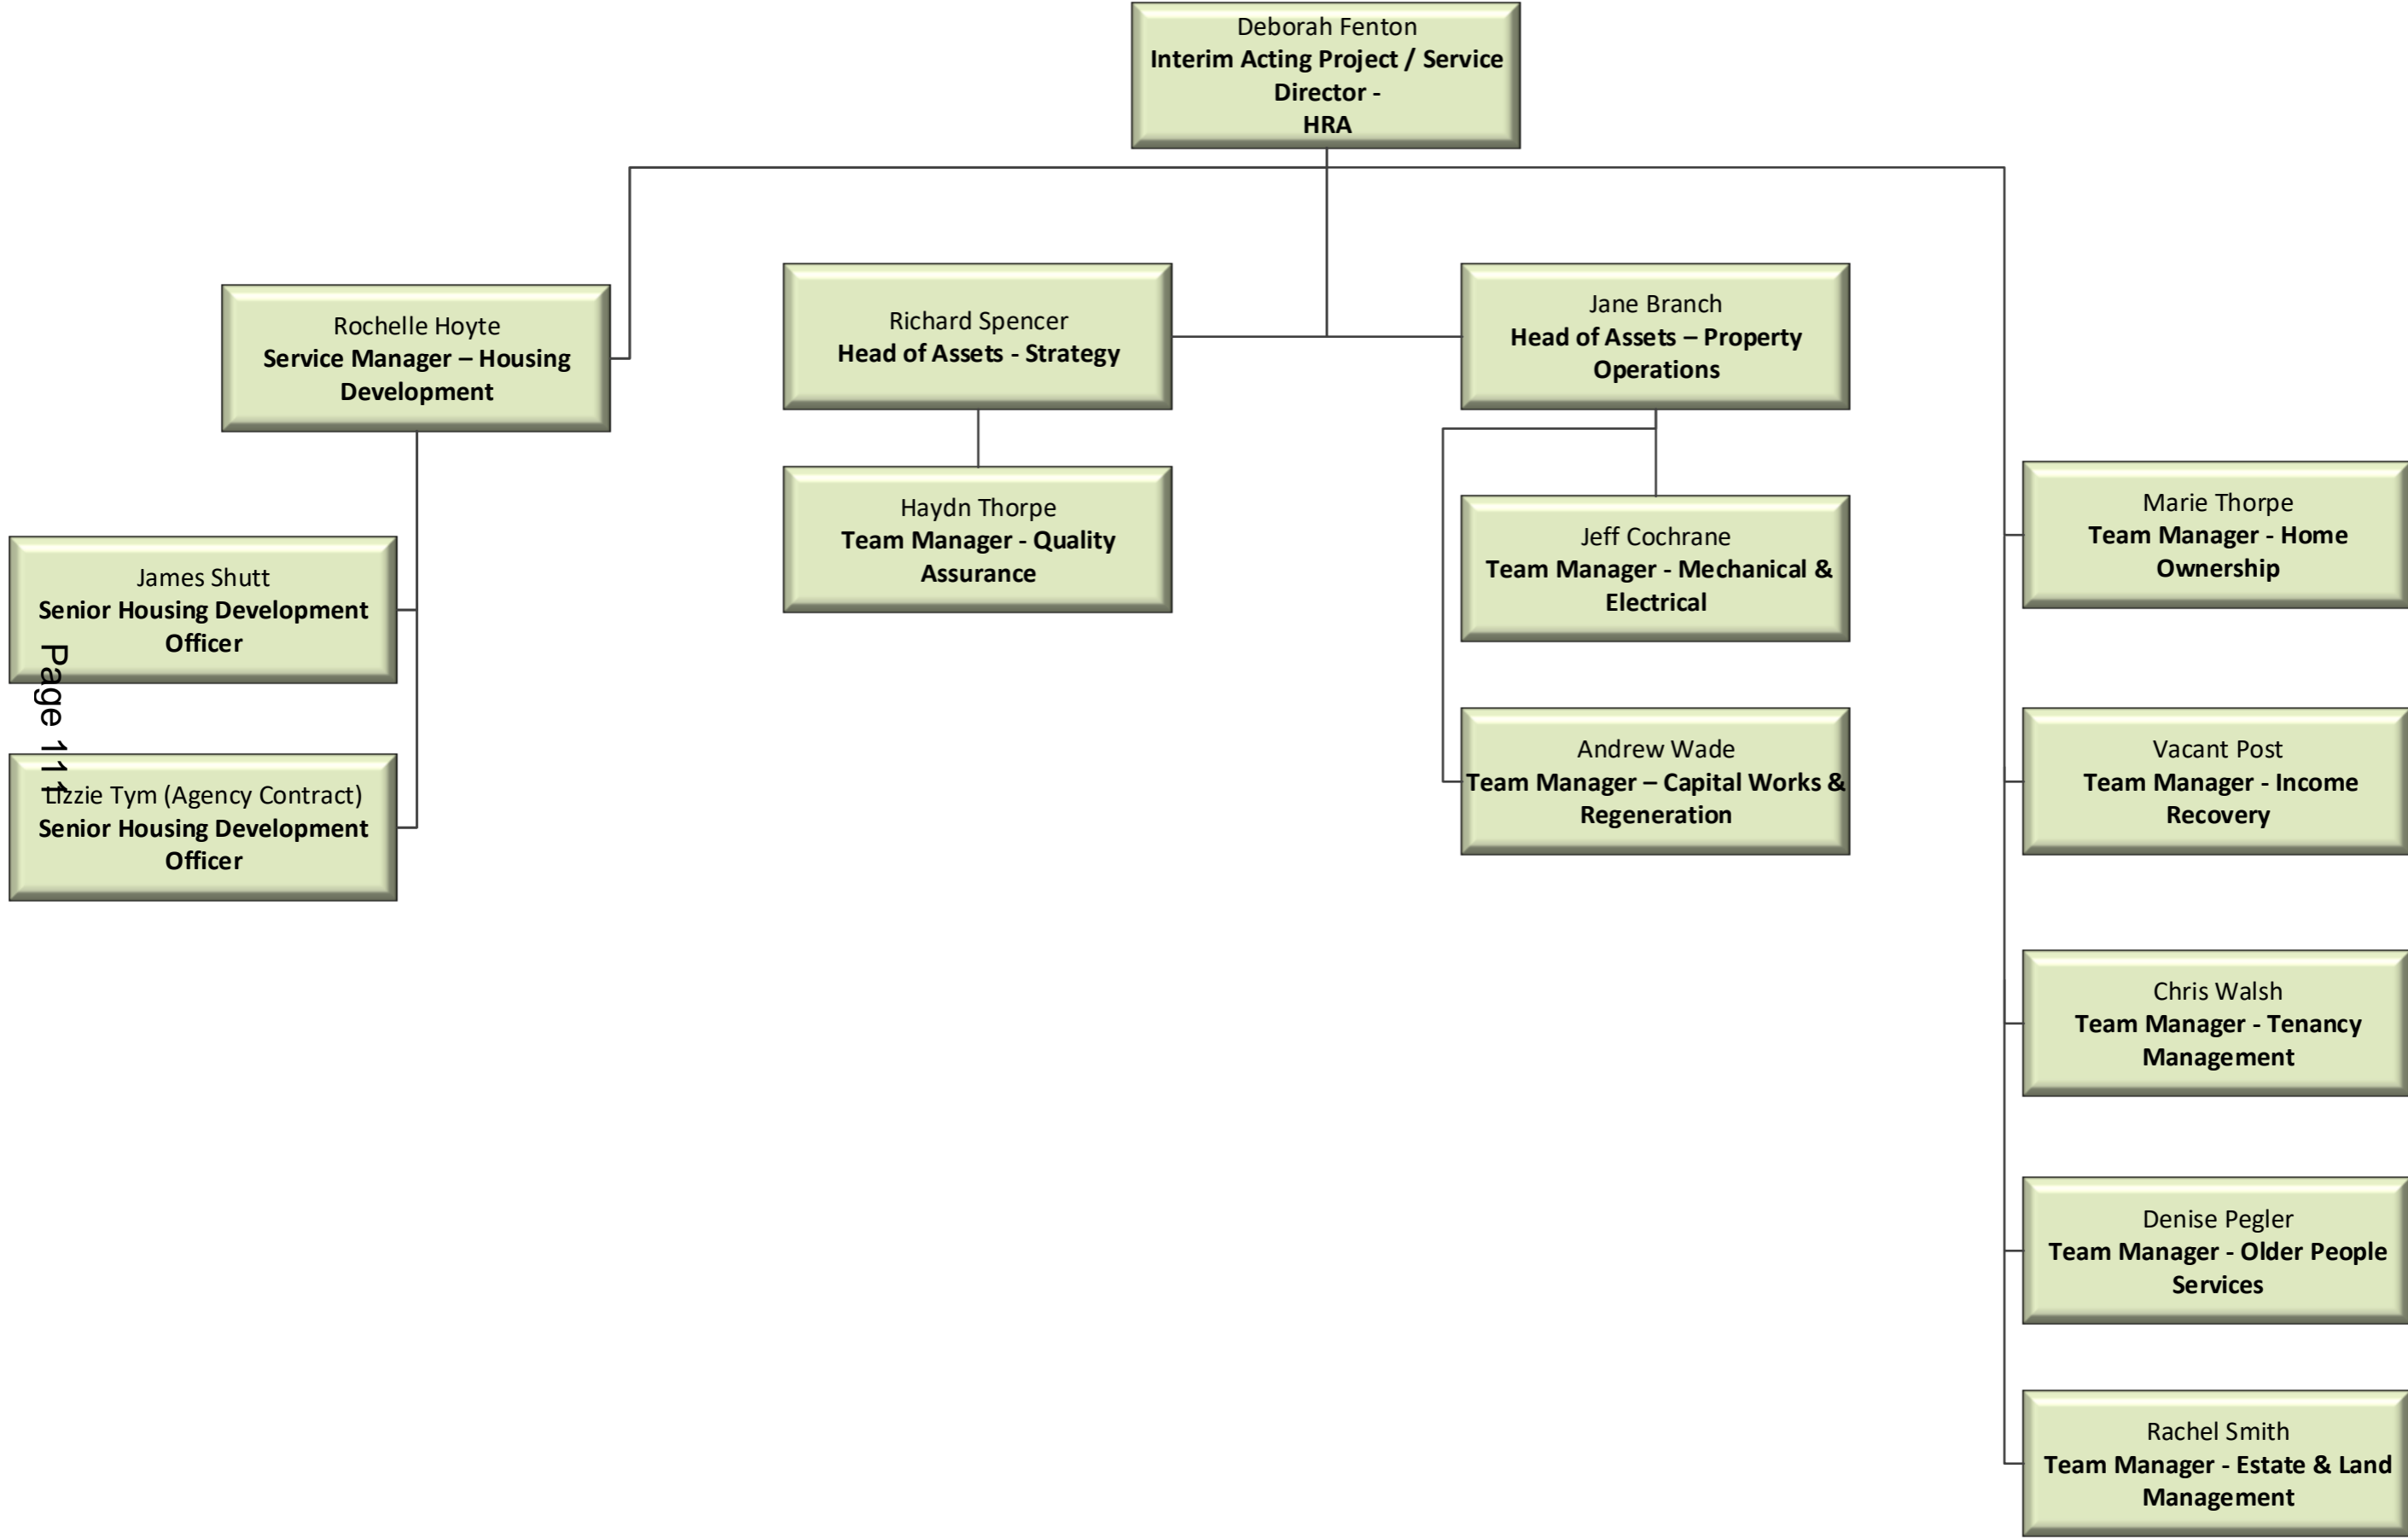 Deborah Fenton
Interim Acting Project / Service
Director -
HRA
Rochelle Hoyte
Service Manager – Housing
Development
Richard Spencer
Head of Assets - Strategy
Jane Branch
Head of Assets – Property
Operations
James Shutt
Senior Housing Development
Officer
Lizzie Tym (Agency Contract)
Senior Housing Development
Officer
Haydn Thorpe
Team Manager - Quality
Assurance
Jeff Cochrane
Team Manager - Mechanical &
Electrical
Andrew Wade
Team Manager – Capital Works &
Regeneration
Marie Thorpe
Team Manager - Home
Ownership
Vacant Post
Team Manager - Income
Recovery
Chris Walsh
Team Manager - Tenancy
Management
Denise Pegler
Team Manager - Older People
Services
Rachel Smith
Team Manager - Estate & Land
Management
Page 111